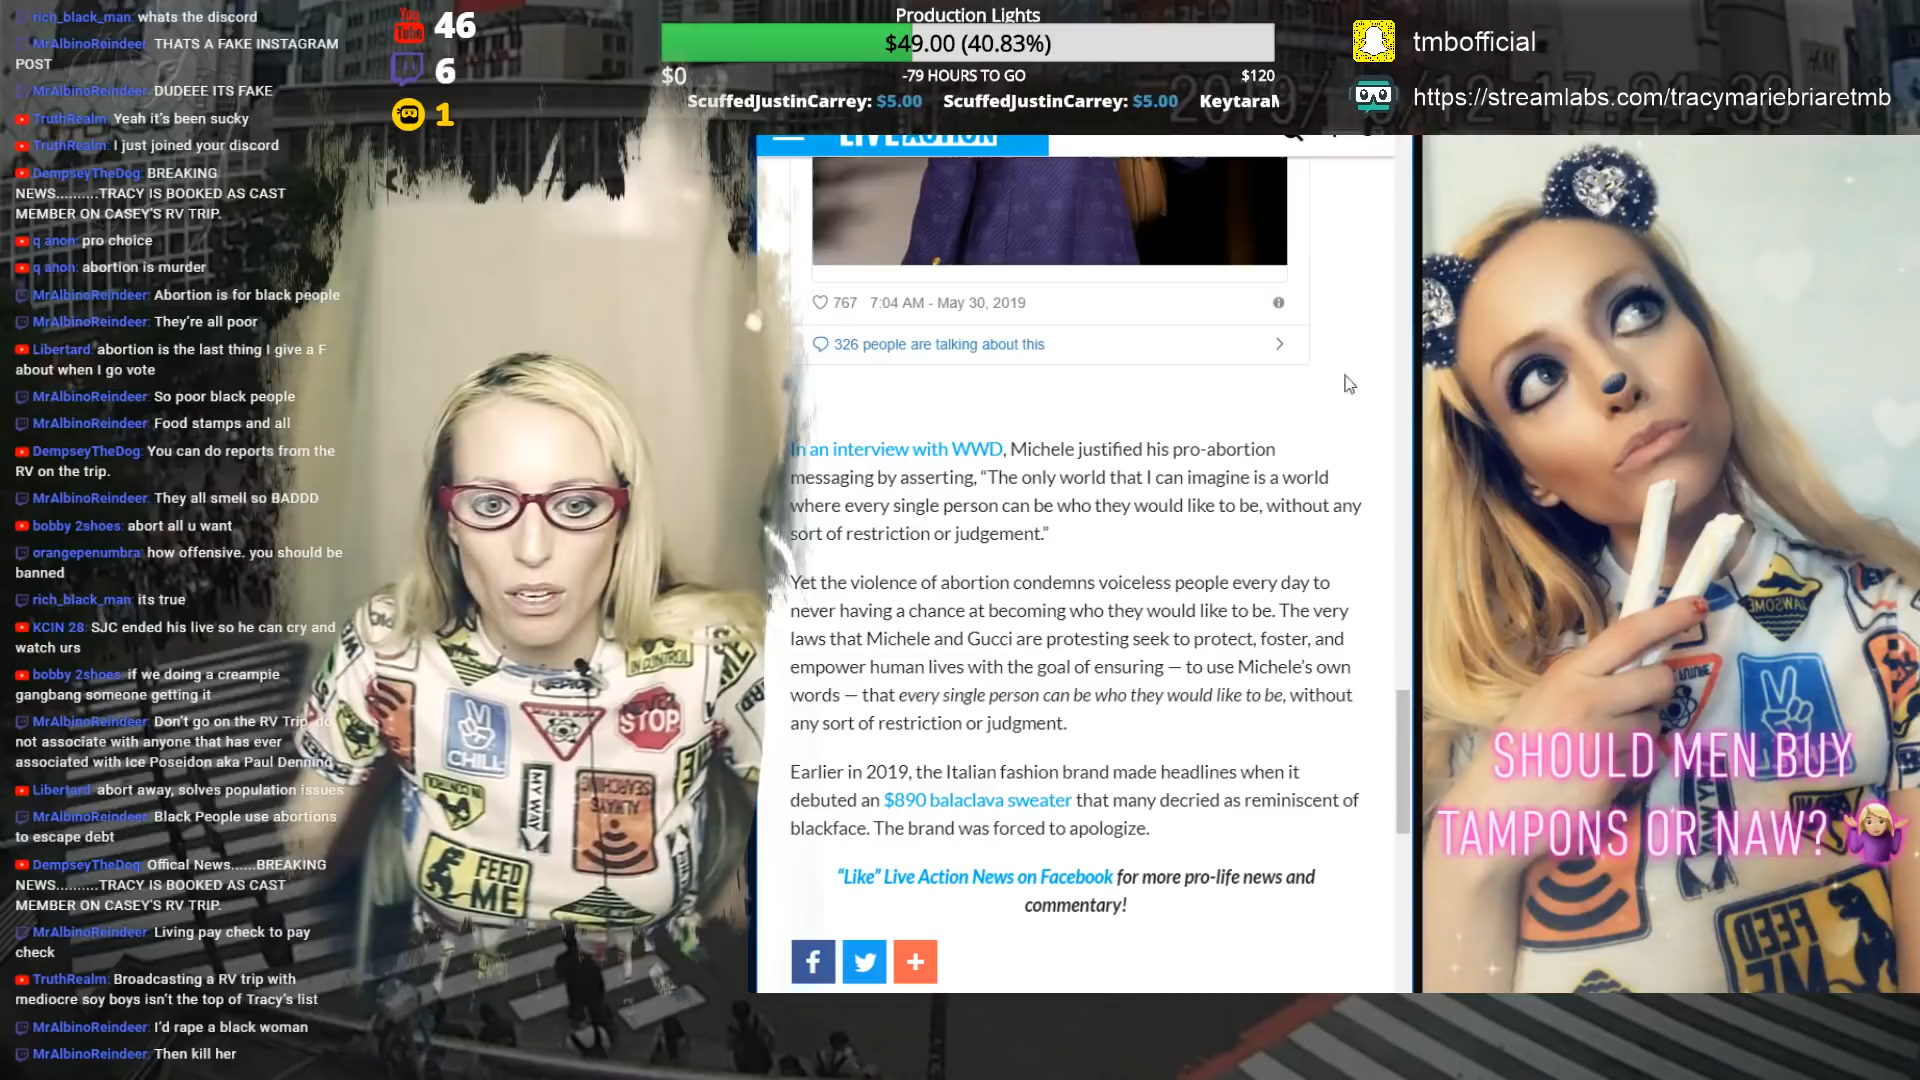 rich_black_man: whats the discord
MrAlbinoReindeer: THATS A FAKE INSTAGRAM
POST
MrAlbinoReindeer: DUDEEE ITS FAKE
TruthRealm: Yeah it's been sucky
TruthRealm: I just joined your discord
DempseyTheDog: BREAKING
NEWS..........TRACY IS BOOKED AS CAST
MEMBER ON CASEY'S RV TRIP.
q anon: pro choice
q anon: abortion is murder
MrAlbinoReindeer: Abortion is for black people
MrAlbinoReindeer: They're all poor
Libertard: abortion is the last thing I give a F
about when I go vote
MrAlbinoReindeer: So poor black people
MrAlbinoReindeer: Food stamps and all
DempseyTheDog: You can do reports from the
RV on the trip.
MrAlbinoReindeer: They all smell so BADDD
bobby 2shoes: abort all u want
orangepenumbra: how offensive. you should be
banned
rich_black_man: its true
KCIN 28: SJC ended his live so he can cry and
watch urs
bobby 2shoes: if we doing a creampie
gangbang someone getting it
MrAlbinoReindeer: Don't go on the RV Trip, do
not associate with anyone that has ever
associated with Ice Poseidon aka Paul Denning
Libertard: abort away, solves population issues
MrAlbinoReindeer: Black People use abortions
to escape debt
DempseyTheDog: Offical News......BREAKING
NEWS..........TRACY IS BOOKED AS CAST
MEMBER ON CASEY'S RV TRIP.
MrAlbinoReindeer: Living pay check to pay
check
TruthRealm: Broadcasting a RV trip with
mediocre soy boys isn't the top of Tracy's list
MrAlbinoReindeer: I'd rape a black woman
MrAlbinoReindeer: Then kill her
You
Tube 46
6
1
Production Lights
$49.00 (40.83%)
$0 -79 HOURS TO GO $120
ScuffedJustinCarrey: $5.00 ScuffedJustinCarrey: $5.00
tmbofficial
https://streamlabs.com/tracymariebriaretmb
LIVE ACTION
767 7:04 AM - May 30, 2019
326 people are talking about this
In an interview with WWD, Michele justified his pro-abortion
messaging by asserting, “The only world that I can imagine is a world
where every single person can be who they would like to be, without any
sort of restriction or judgement.”
Yet the violence of abortion condemns voiceless people every day to
never having a chance at becoming who they would like to be. The very
laws that Michele and Gucci are protesting seek to protect, foster, and
empower human lives with the goal of ensuring — to use Michele's own
words — that every single person can be who they would like to be, without
any sort of restriction or judgment.
Earlier in 2019, the Italian fashion brand made headlines when it
debuted an $890 balaclava sweater that many decried as reminiscent of
blackface. The brand was forced to apologize.
“Like” Live Action News on Facebook for more pro-life news and
commentary!
IN CONTROL
STOP
CHILL
MY WAY
ALWAYS
SEARCHING
FEED
ME
AWSOME
SHOULD MEN BUY
TAMPONS OR NAW?
FEED
ME